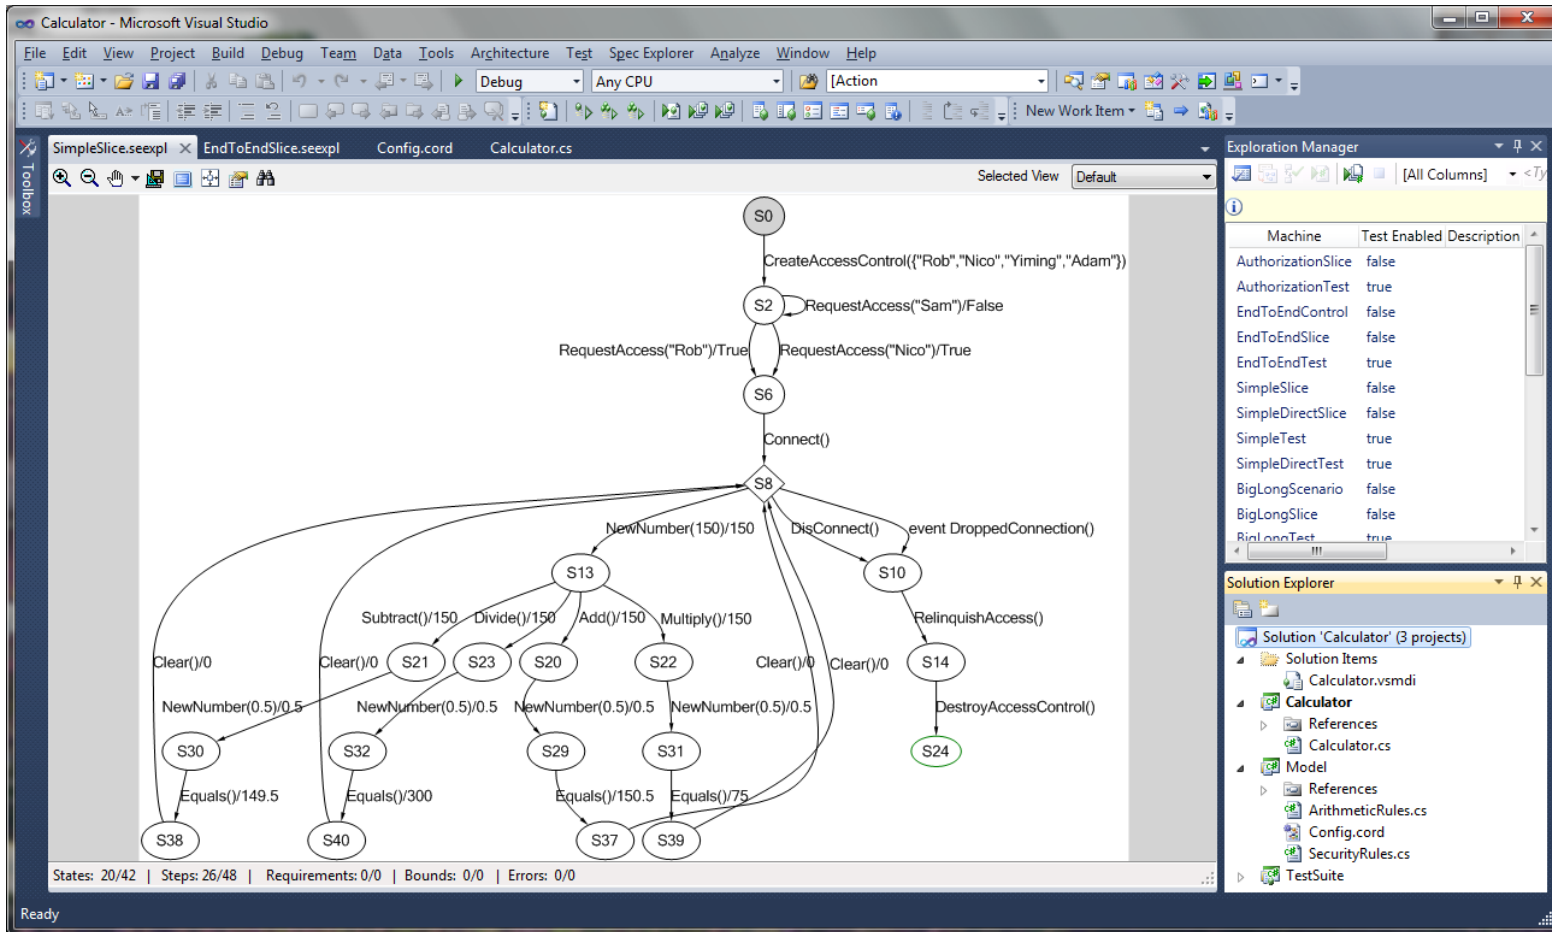 Calculator - Microsoft Visual Studio
File Edit View Project Build Debug Team Data Tools Architecture Test Spec Explorer Analyze Window Help
Debug Any CPU [Action
New Work Item
Toolbox
SimpleSlice.seexpl EndToEndSlice.seexpl Config.cord Calculator.cs
Selected View Default
S0
CreateAccessControl({"Rob","Nico","Yiming","Adam"})
S2
RequestAccess("Sam")/False
RequestAccess("Rob")/True RequestAccess("Nico")/True
S6
Connect()
S8
NewNumber(150)/150 DisConnect() event DroppedConnection()
S13 S10
Subtract()/150 Divide()/150 Add()/150 Multiply()/150 RelinquishAccess()
Clear()/0 Clear()/0 S21 S23 S20 S22 Clear()/0 Clear()/0 S14
NewNumber(0.5)/0.5 NewNumber(0.5)/0.5 NewNumber(0.5)/0.5 NewNumber(0.5)/0.5 DestroyAccessControl()
S30 S32 S29 S31 S24
Equals()/149.5 Equals()/300 Equals()/150.5 Equals()/75
S38 S40 S37 S39
States: 20/42 | Steps: 26/48 | Requirements: 0/0 | Bounds: 0/0 | Errors: 0/0
Ready
Exploration Manager
[All Columns] <Ty
Machine Test Enabled Description
AuthorizationSlice false
AuthorizationTest true
EndToEndControl false
EndToEndSlice false
EndToEndTest true
SimpleSlice false
SimpleDirectSlice false
SimpleTest true
SimpleDirectTest true
BigLongScenario false
BigLongSlice false
BigLongTest true
Solution Explorer
Solution 'Calculator' (3 projects)
Solution Items
Calculator.vsmdi
Calculator
References
Calculator.cs
Model
References
ArithmeticRules.cs
Config.cord
SecurityRules.cs
TestSuite